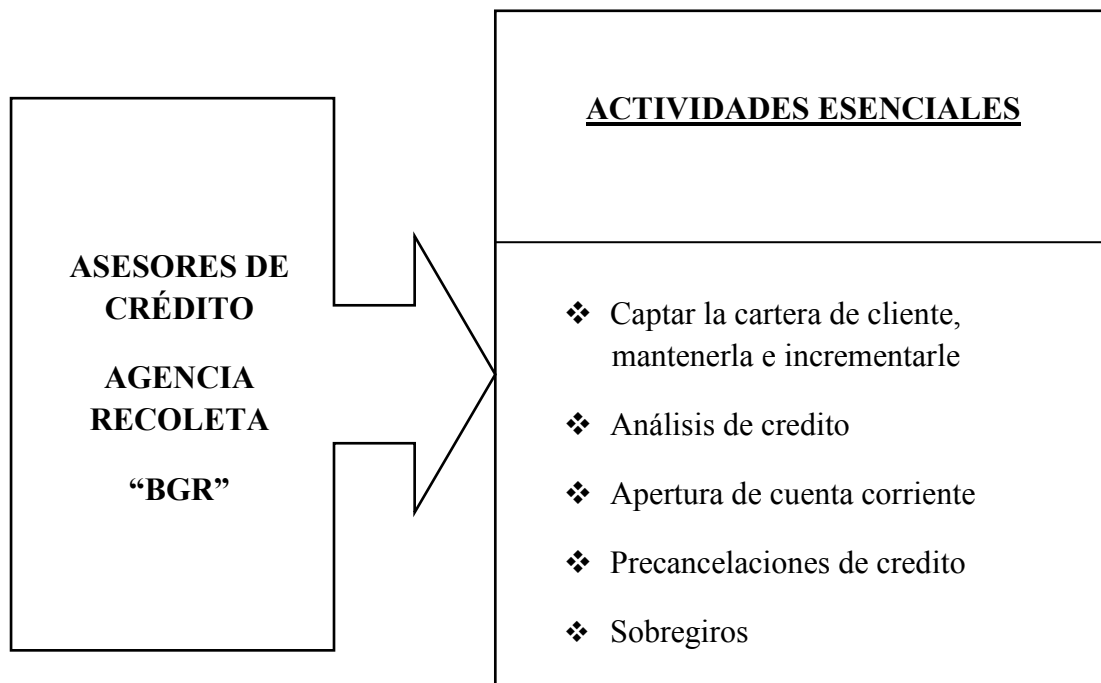 ASESORES DE
CRÉDITO
AGENCIA
RECOLETA
“BGR”
ACTIVIDADES ESENCIALES
❖ Captar la cartera de cliente,
mantenerla e incrementarle
❖ Análisis de credito
❖ Apertura de cuenta corriente
❖ Precancelaciones de credito
❖ Sobregiros